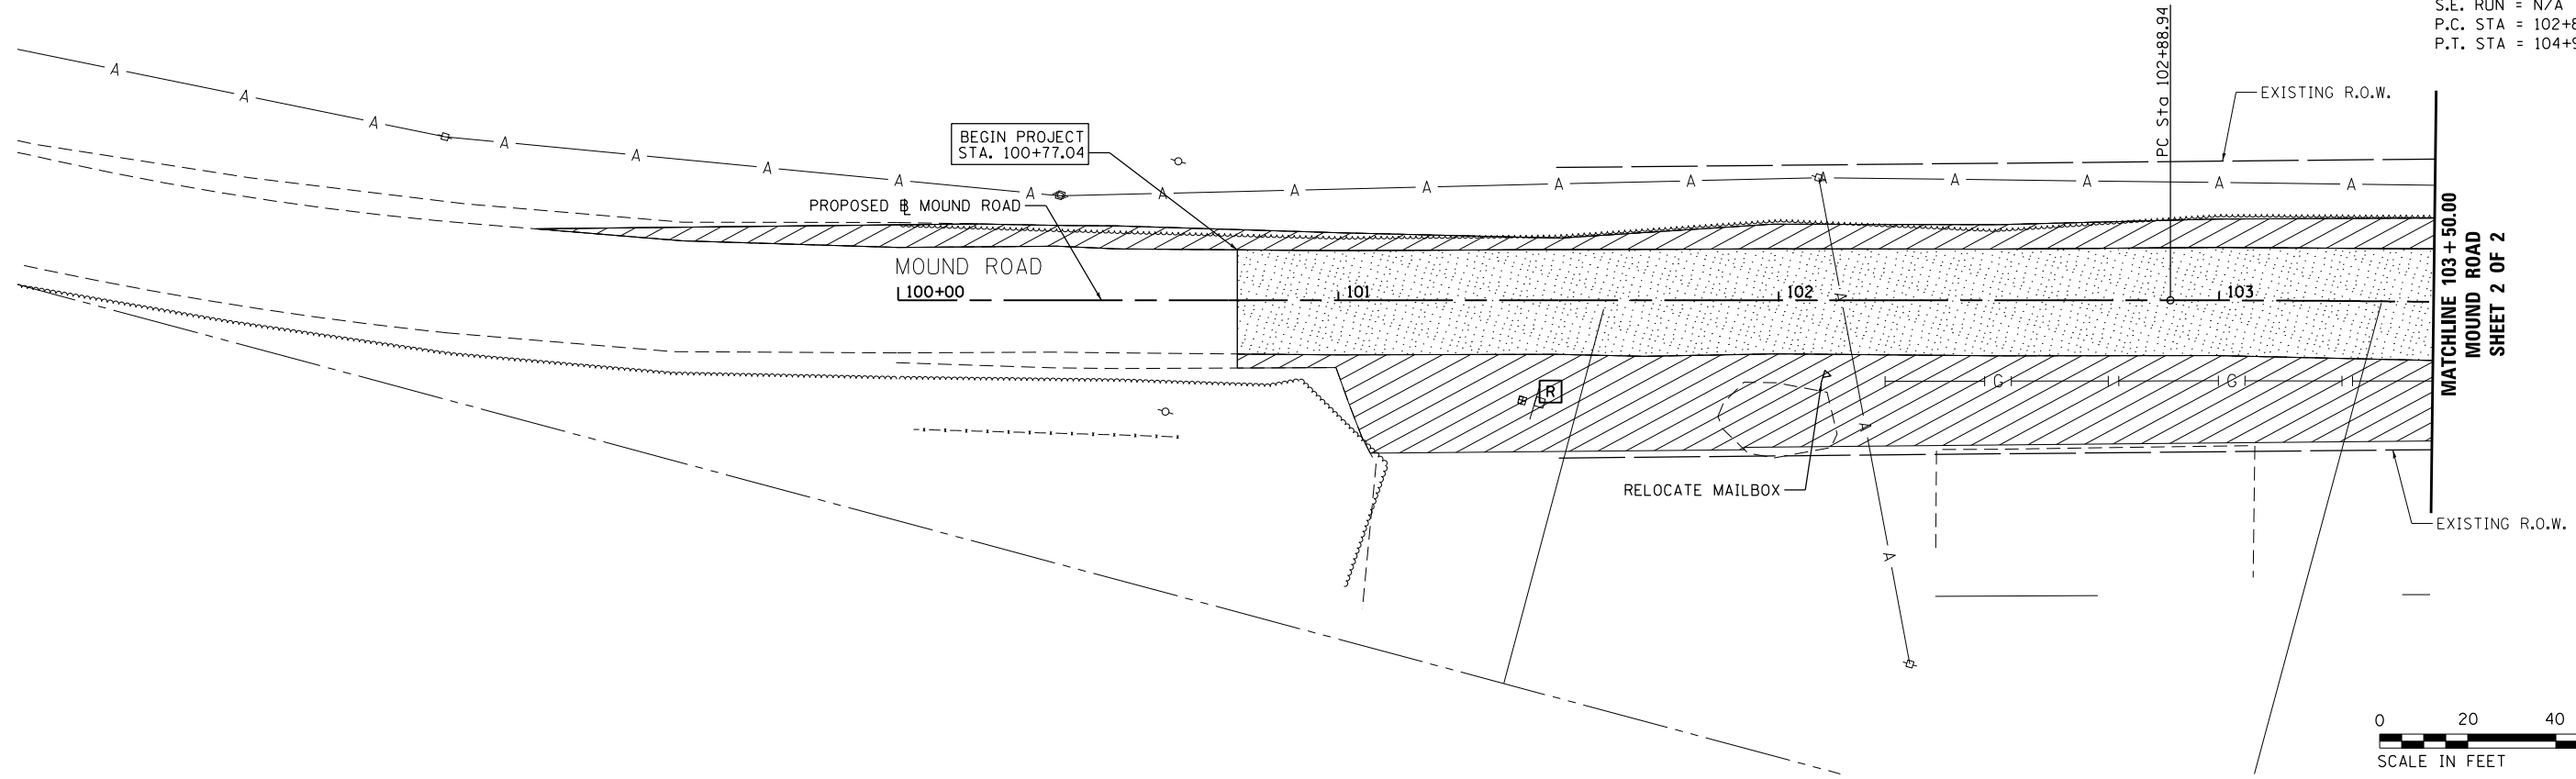 S.E. RUN = N/A
P.C. STA = 102+8
P.T. STA = 104+9
PC Sta 102+88.94
EXISTING R.O.W.
A A A A A A A A A A A A A A A A A A
BEGIN PROJECT
STA. 100+77.04
PROPOSED ⅊ MOUND ROAD
MOUND ROAD
100+00
101
102
103
A
G
G
R
A
RELOCATE MAILBOX
A
EXISTING R.O.W.
MATCHLINE 103+50.00
MOUND ROAD
SHEET 2 OF 2
0 20 40
SCALE IN FEET